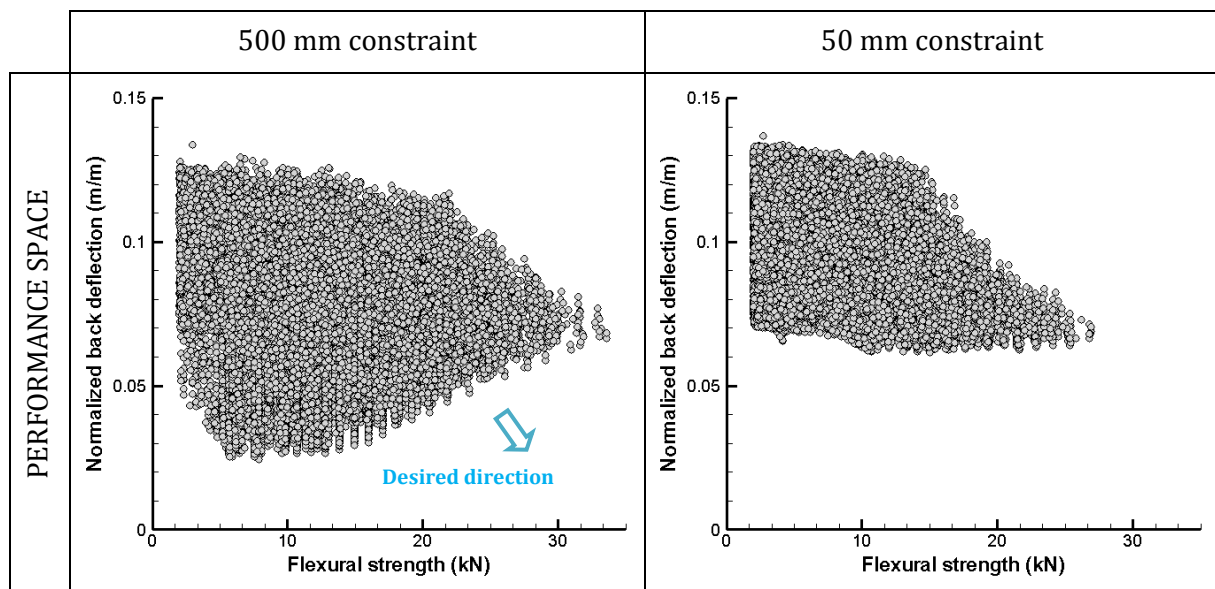 500 mm constraint
50 mm constraint
PERFORMANCE SPACE
Normalized back deflection (m/m)
0.15
0.1
0.05
0
0
10
20
30
Flexural strength (kN)
Desired direction
Normalized back deflection (m/m)
0.15
0.1
0.05
0
0
10
20
30
Flexural strength (kN)